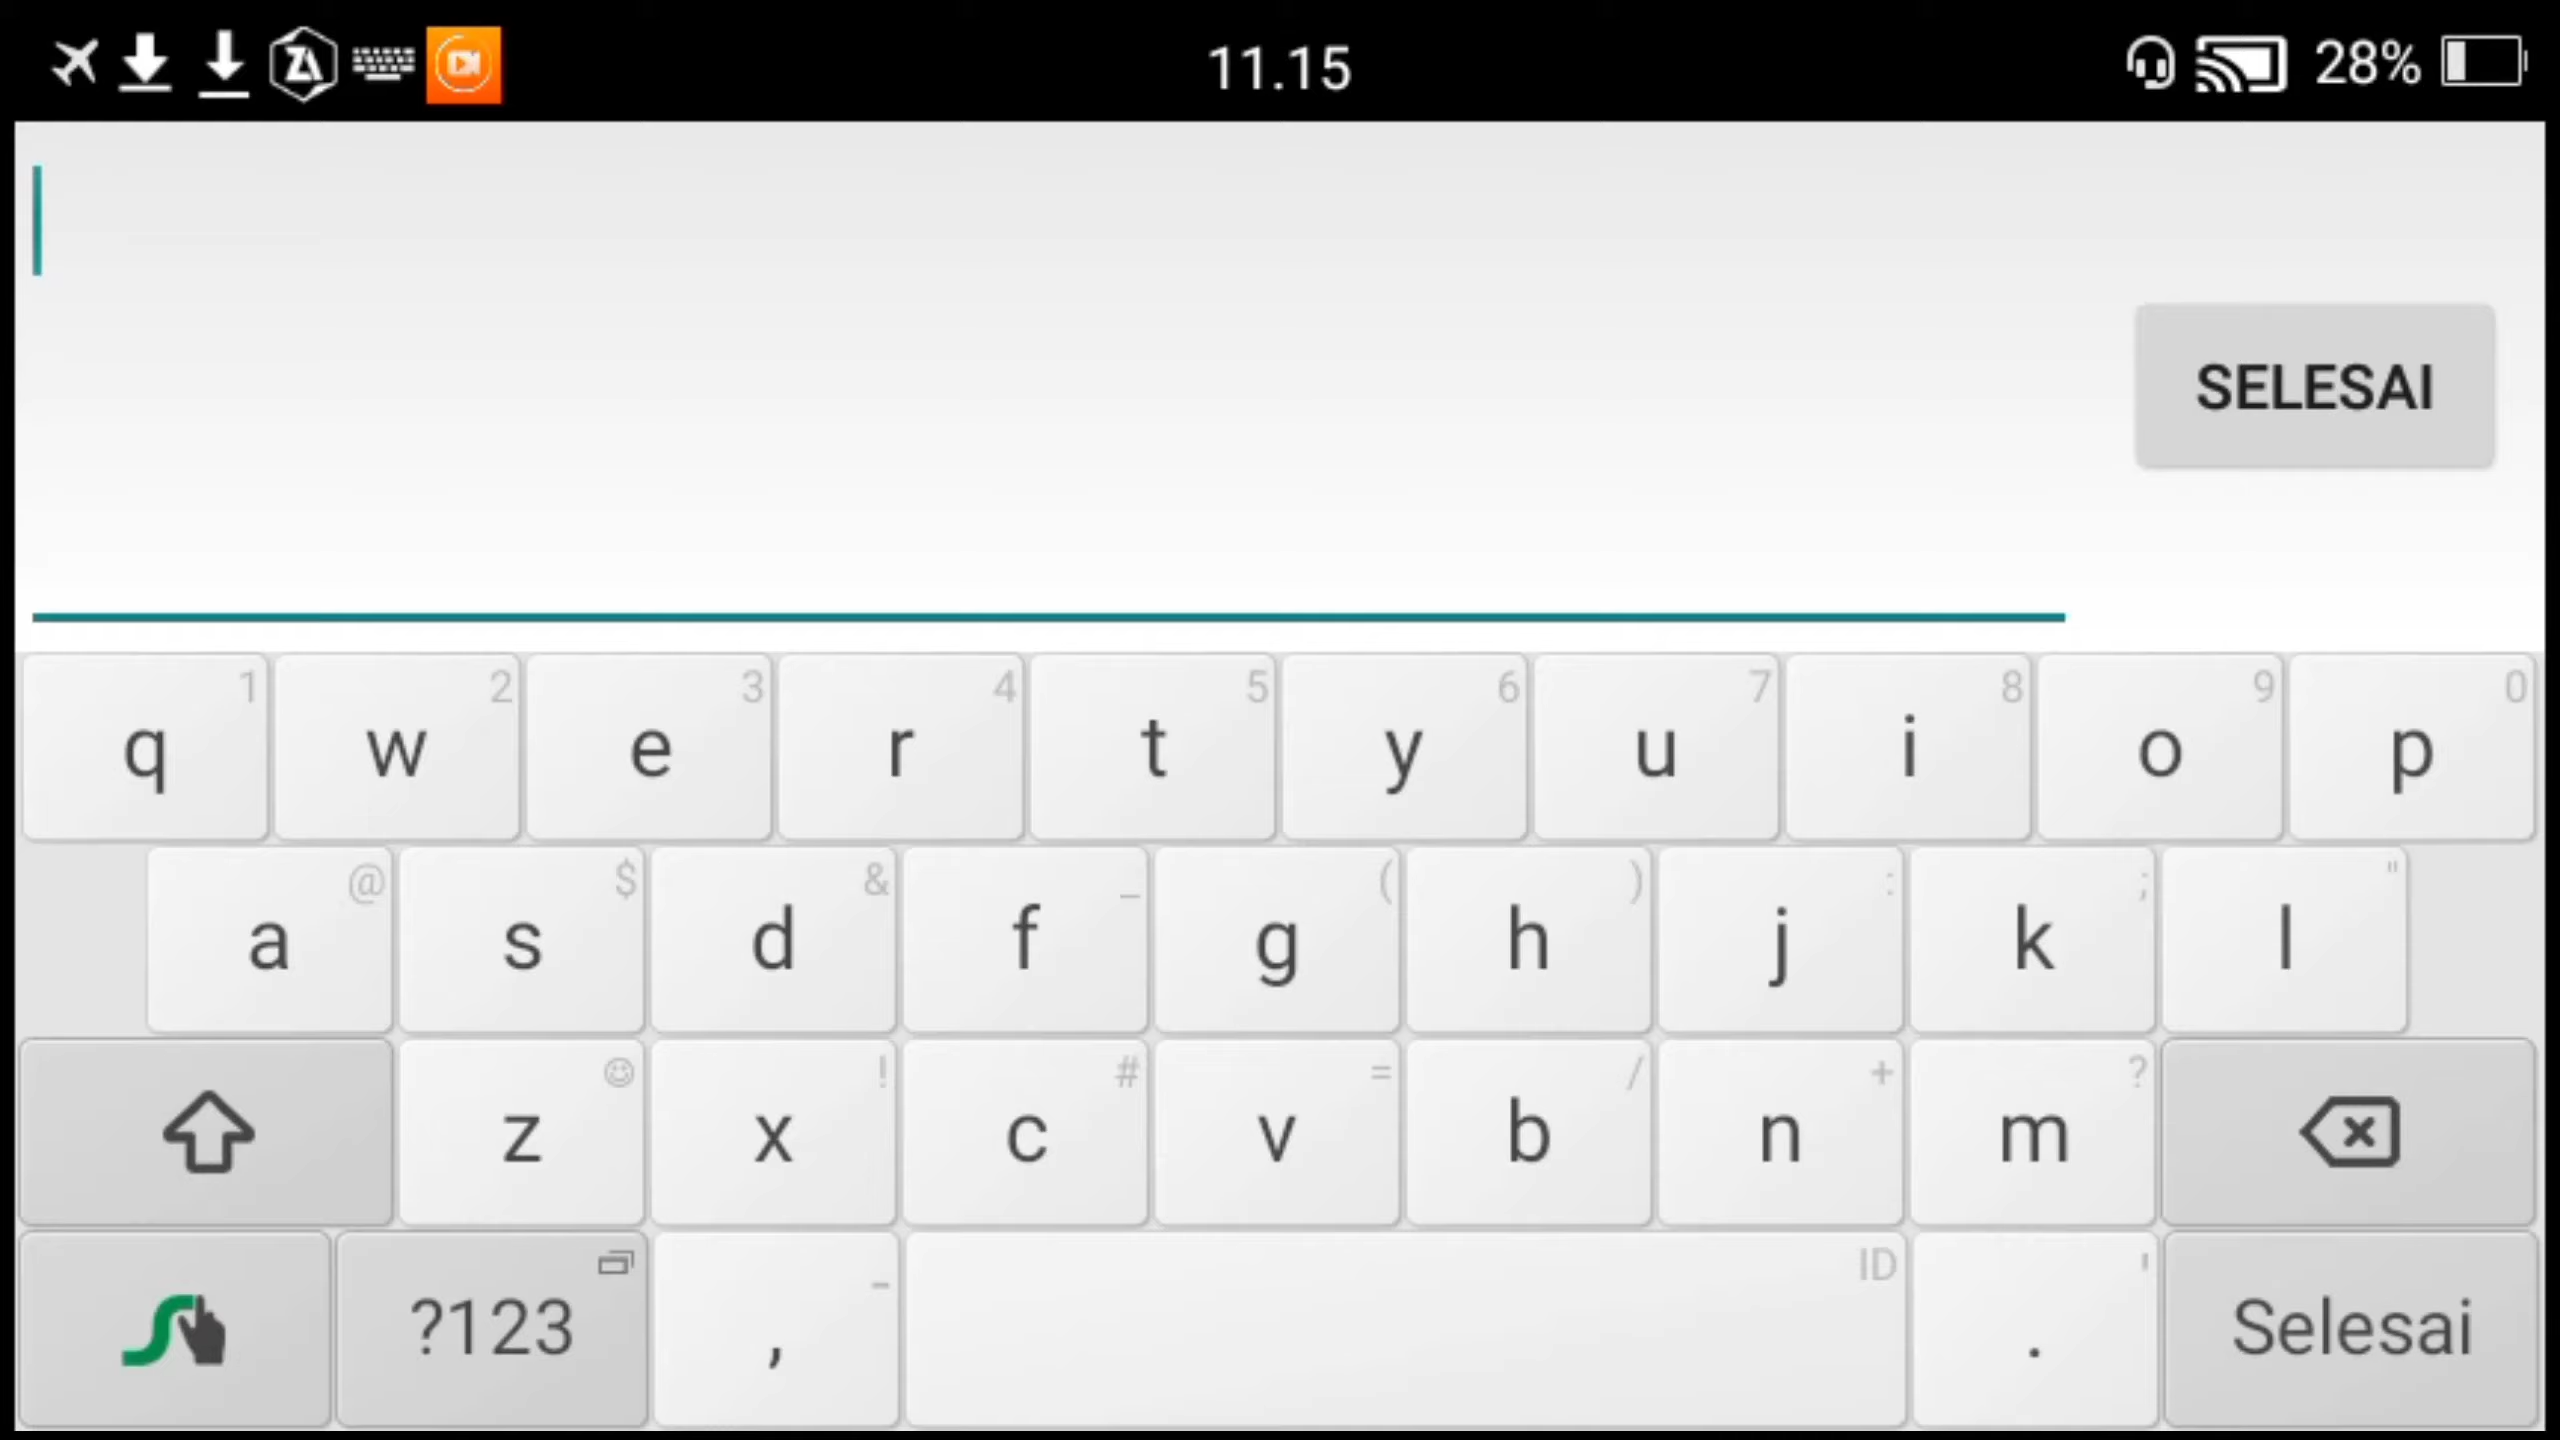 11.15 28%
SELESAI
1 2 3 4 5 6 7 8 9 0
q w e r t y u i o p
@ $ & _ ( ) : ; "
a s d f g h j k l
☺ ! # = / + ?
z x c v b n m
- ID '
?123 , . Selesai